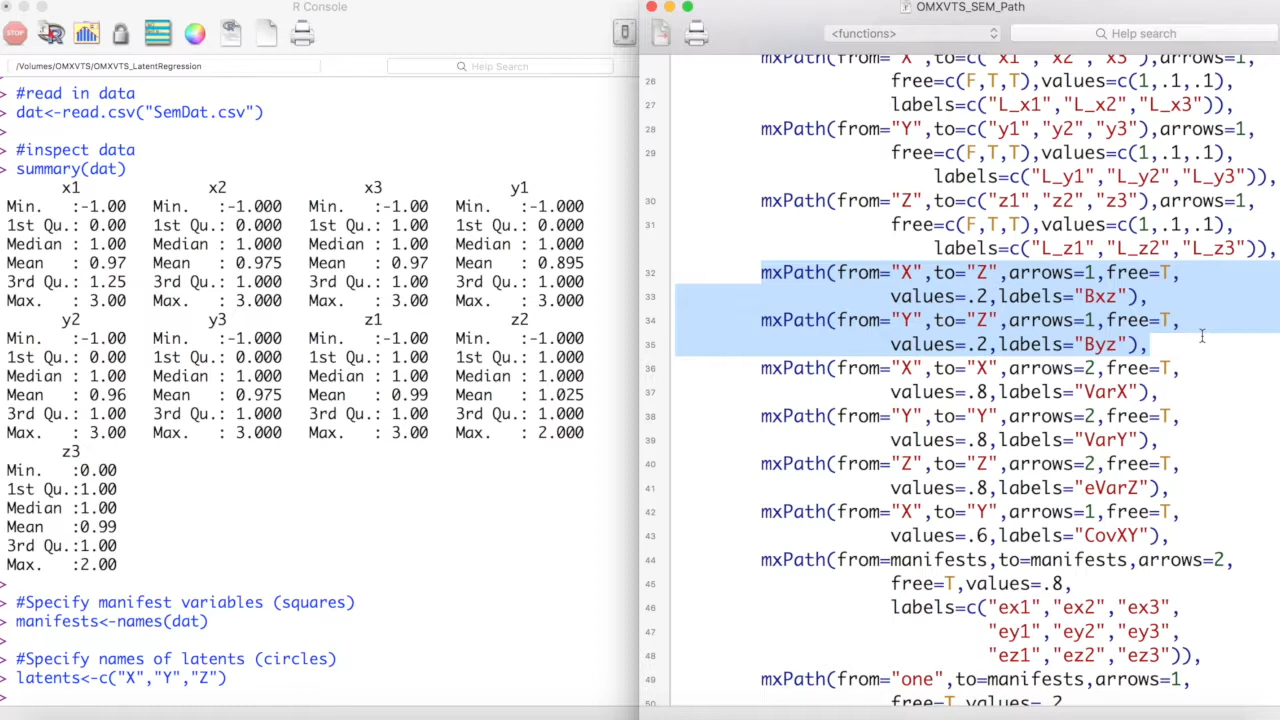 R Console
STOP
/Volumes/OMXVTS/OMXVTS_LatentRegression
Help Search
> #read in data
> dat<-read.csv("SemDat.csv")
>
> #inspect data
> summary(dat)
x1 x2 x3 y1
Min. :-1.00 Min. :-1.000 Min. :-1.00 Min. :-1.000
1st Qu.: 0.00 1st Qu.: 0.000 1st Qu.: 1.00 1st Qu.: 0.000
Median : 1.00 Median : 1.000 Median : 1.00 Median : 1.000
Mean : 0.97 Mean : 0.975 Mean : 0.97 Mean : 0.895
3rd Qu.: 1.25 3rd Qu.: 1.000 3rd Qu.: 1.00 3rd Qu.: 1.000
Max. : 3.00 Max. : 3.000 Max. : 3.00 Max. : 3.000
y2 y3 z1 z2
Min. :-1.00 Min. :-1.000 Min. :-1.00 Min. :-1.000
1st Qu.: 0.00 1st Qu.: 0.000 1st Qu.: 1.00 1st Qu.: 1.000
Median : 1.00 Median : 1.000 Median : 1.00 Median : 1.000
Mean : 0.96 Mean : 0.975 Mean : 0.99 Mean : 1.025
3rd Qu.: 1.00 3rd Qu.: 1.000 3rd Qu.: 1.00 3rd Qu.: 1.000
Max. : 3.00 Max. : 3.000 Max. : 3.00 Max. : 2.000
z3
Min. :0.00
1st Qu.:1.00
Median :1.00
Mean :0.99
3rd Qu.:1.00
Max. :2.00
>
> #Specify manifest variables (squares)
> manifests<-names(dat)
>
> #Specify names of latents (circles)
> latents<-c("X","Y","Z")
>
OMXVTS_SEM_Path
<functions>
Help search
mxPath(from="X",to=c("x1","x2","x3"),arrows=1,
26 free=c(F,T,T),values=c(1,.1,.1),
27 labels=c("L_x1","L_x2","L_x3")),
28 mxPath(from="Y",to=c("y1","y2","y3"),arrows=1,
29 free=c(F,T,T),values=c(1,.1,.1),
labels=c("L_y1","L_y2","L_y3")),
30 mxPath(from="Z",to=c("z1","z2","z3"),arrows=1,
31 free=c(F,T,T),values=c(1,.1,.1),
labels=c("L_z1","L_z2","L_z3")),
32 mxPath(from="X",to="Z",arrows=1,free=T,
33 values=.2,labels="Bxz"),
34 mxPath(from="Y",to="Z",arrows=1,free=T,
35 values=.2,labels="Byz"),
36 mxPath(from="X",to="X",arrows=2,free=T,
37 values=.8,labels="VarX"),
38 mxPath(from="Y",to="Y",arrows=2,free=T,
39 values=.8,labels="VarY"),
40 mxPath(from="Z",to="Z",arrows=2,free=T,
41 values=.8,labels="eVarZ"),
42 mxPath(from="X",to="Y",arrows=1,free=T,
43 values=.6,labels="CovXY"),
44 mxPath(from=manifests,to=manifests,arrows=2,
45 free=T,values=.8,
46 labels=c("ex1","ex2","ex3",
47 "ey1","ey2","ey3",
48 "ez1","ez2","ez3")),
49 mxPath(from="one",to=manifests,arrows=1,
50 free=T,values=.2